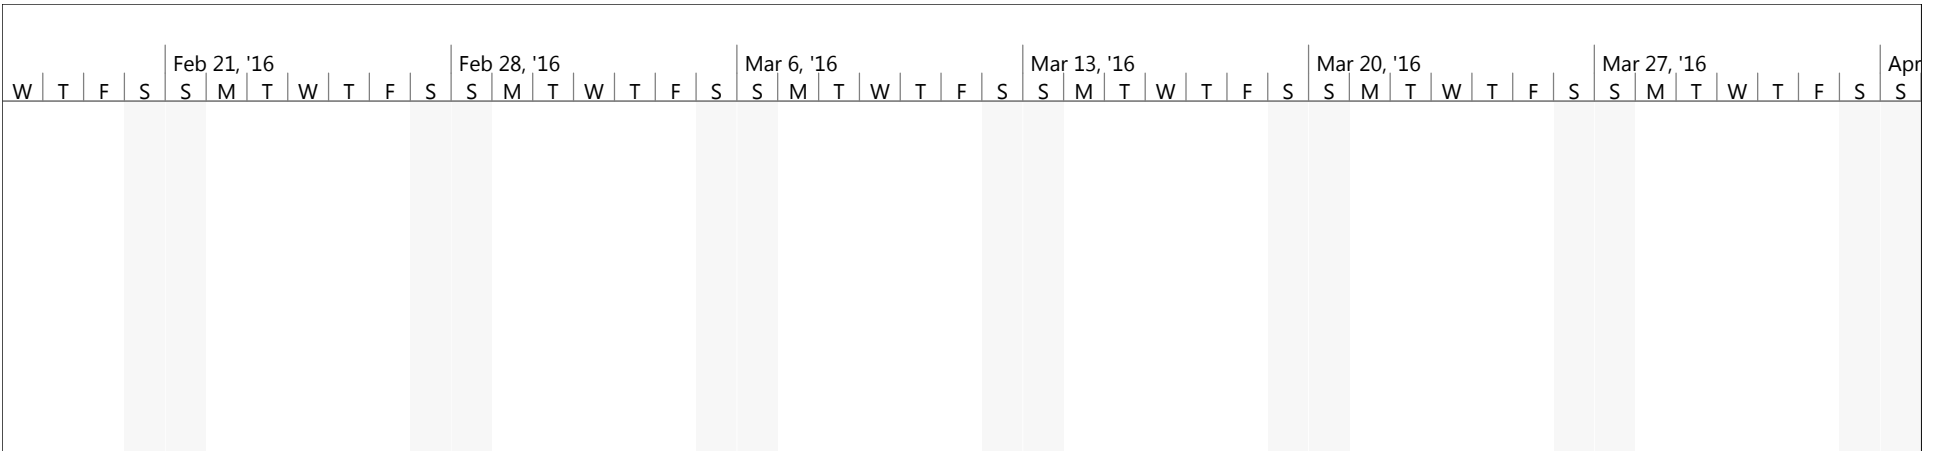 Feb 21, '16 Feb 28, '16 Mar 6, '16 Mar 13, '16 Mar 20, '16 Mar 27, '16 Apr
W T F S S M T W T F S S M T W T F S S M T W T F S S M T W T F S S M T W T F S S M T W T F S S